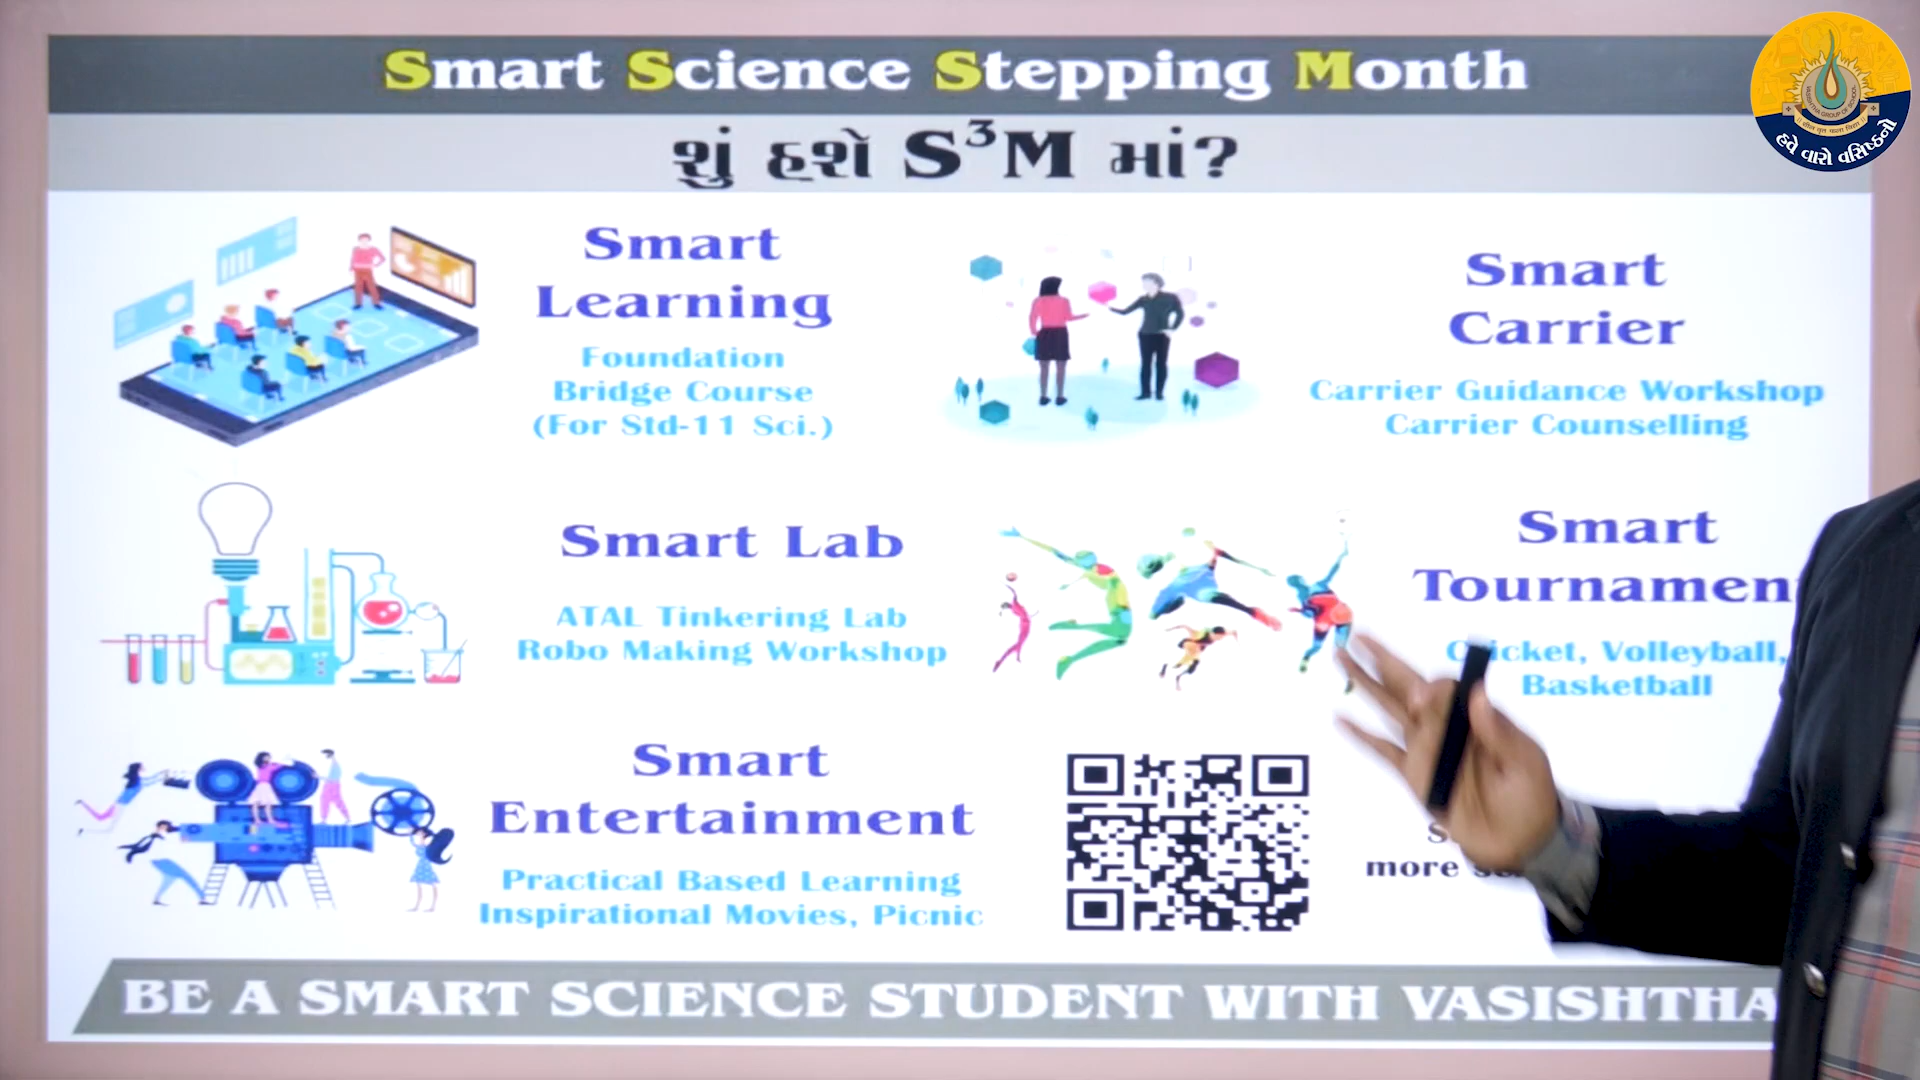 Smart Science Stepping Month
શું હશે S³M માં?
Smart
Learning
Foundation
Bridge Course
(For Std-11 Sci.)
Smart
Carrier
Carrier Guidance Workshop
Carrier Counselling
Smart Lab
ATAL Tinkering Lab
Robo Making Workshop
Smart
Tournamen
Cricket, Volleyball,
Basketball
Smart
Entertainment
Practical Based Learning
Inspirational Movies, Picnic
more
BE A SMART SCIENCE STUDENT WITH VASISHTHA
હવે વારો વસિષ્ઠનો